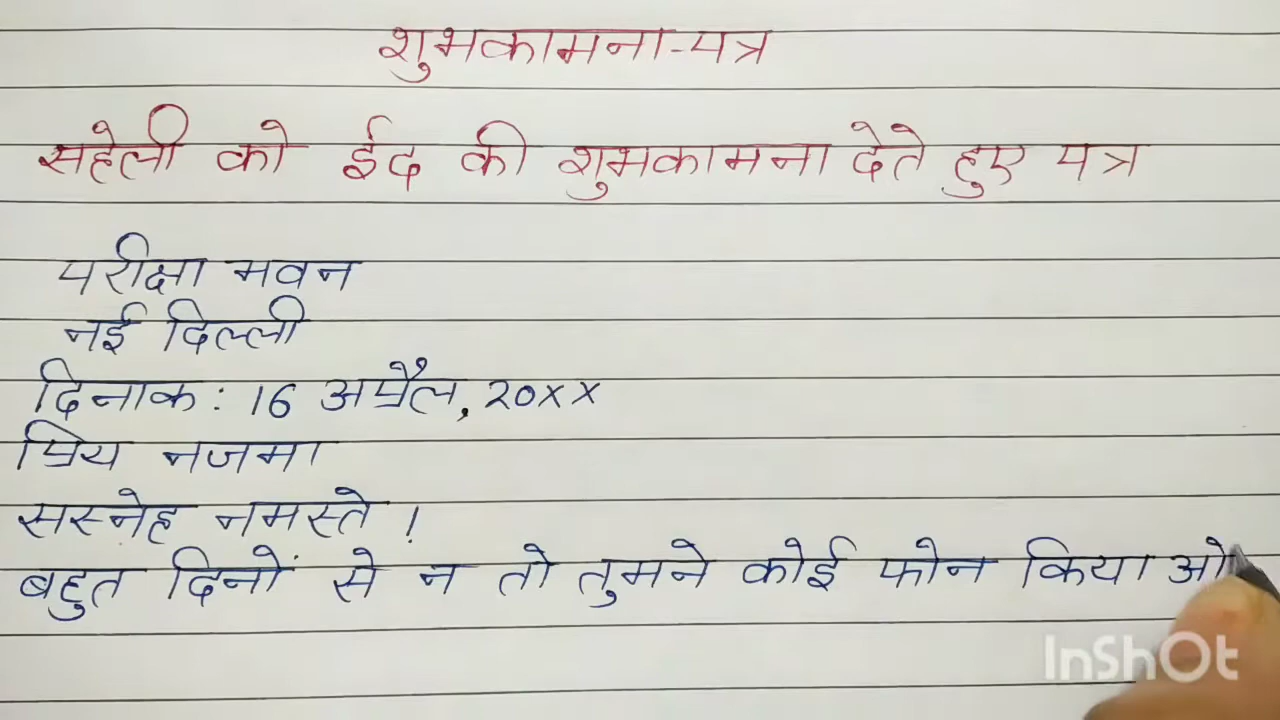 शुभकामना-पत्र
सहेली को ईद की शुभकामना देते हुए पत्र
परीक्षा भवन
नई दिल्ली
दिनाक : 16 अप्रैल, 20xx
प्रिय नजमा
सस्नेह नमस्ते !
बहुत दिनों से न तो तुमने कोई फोन किया ओ
InShOt